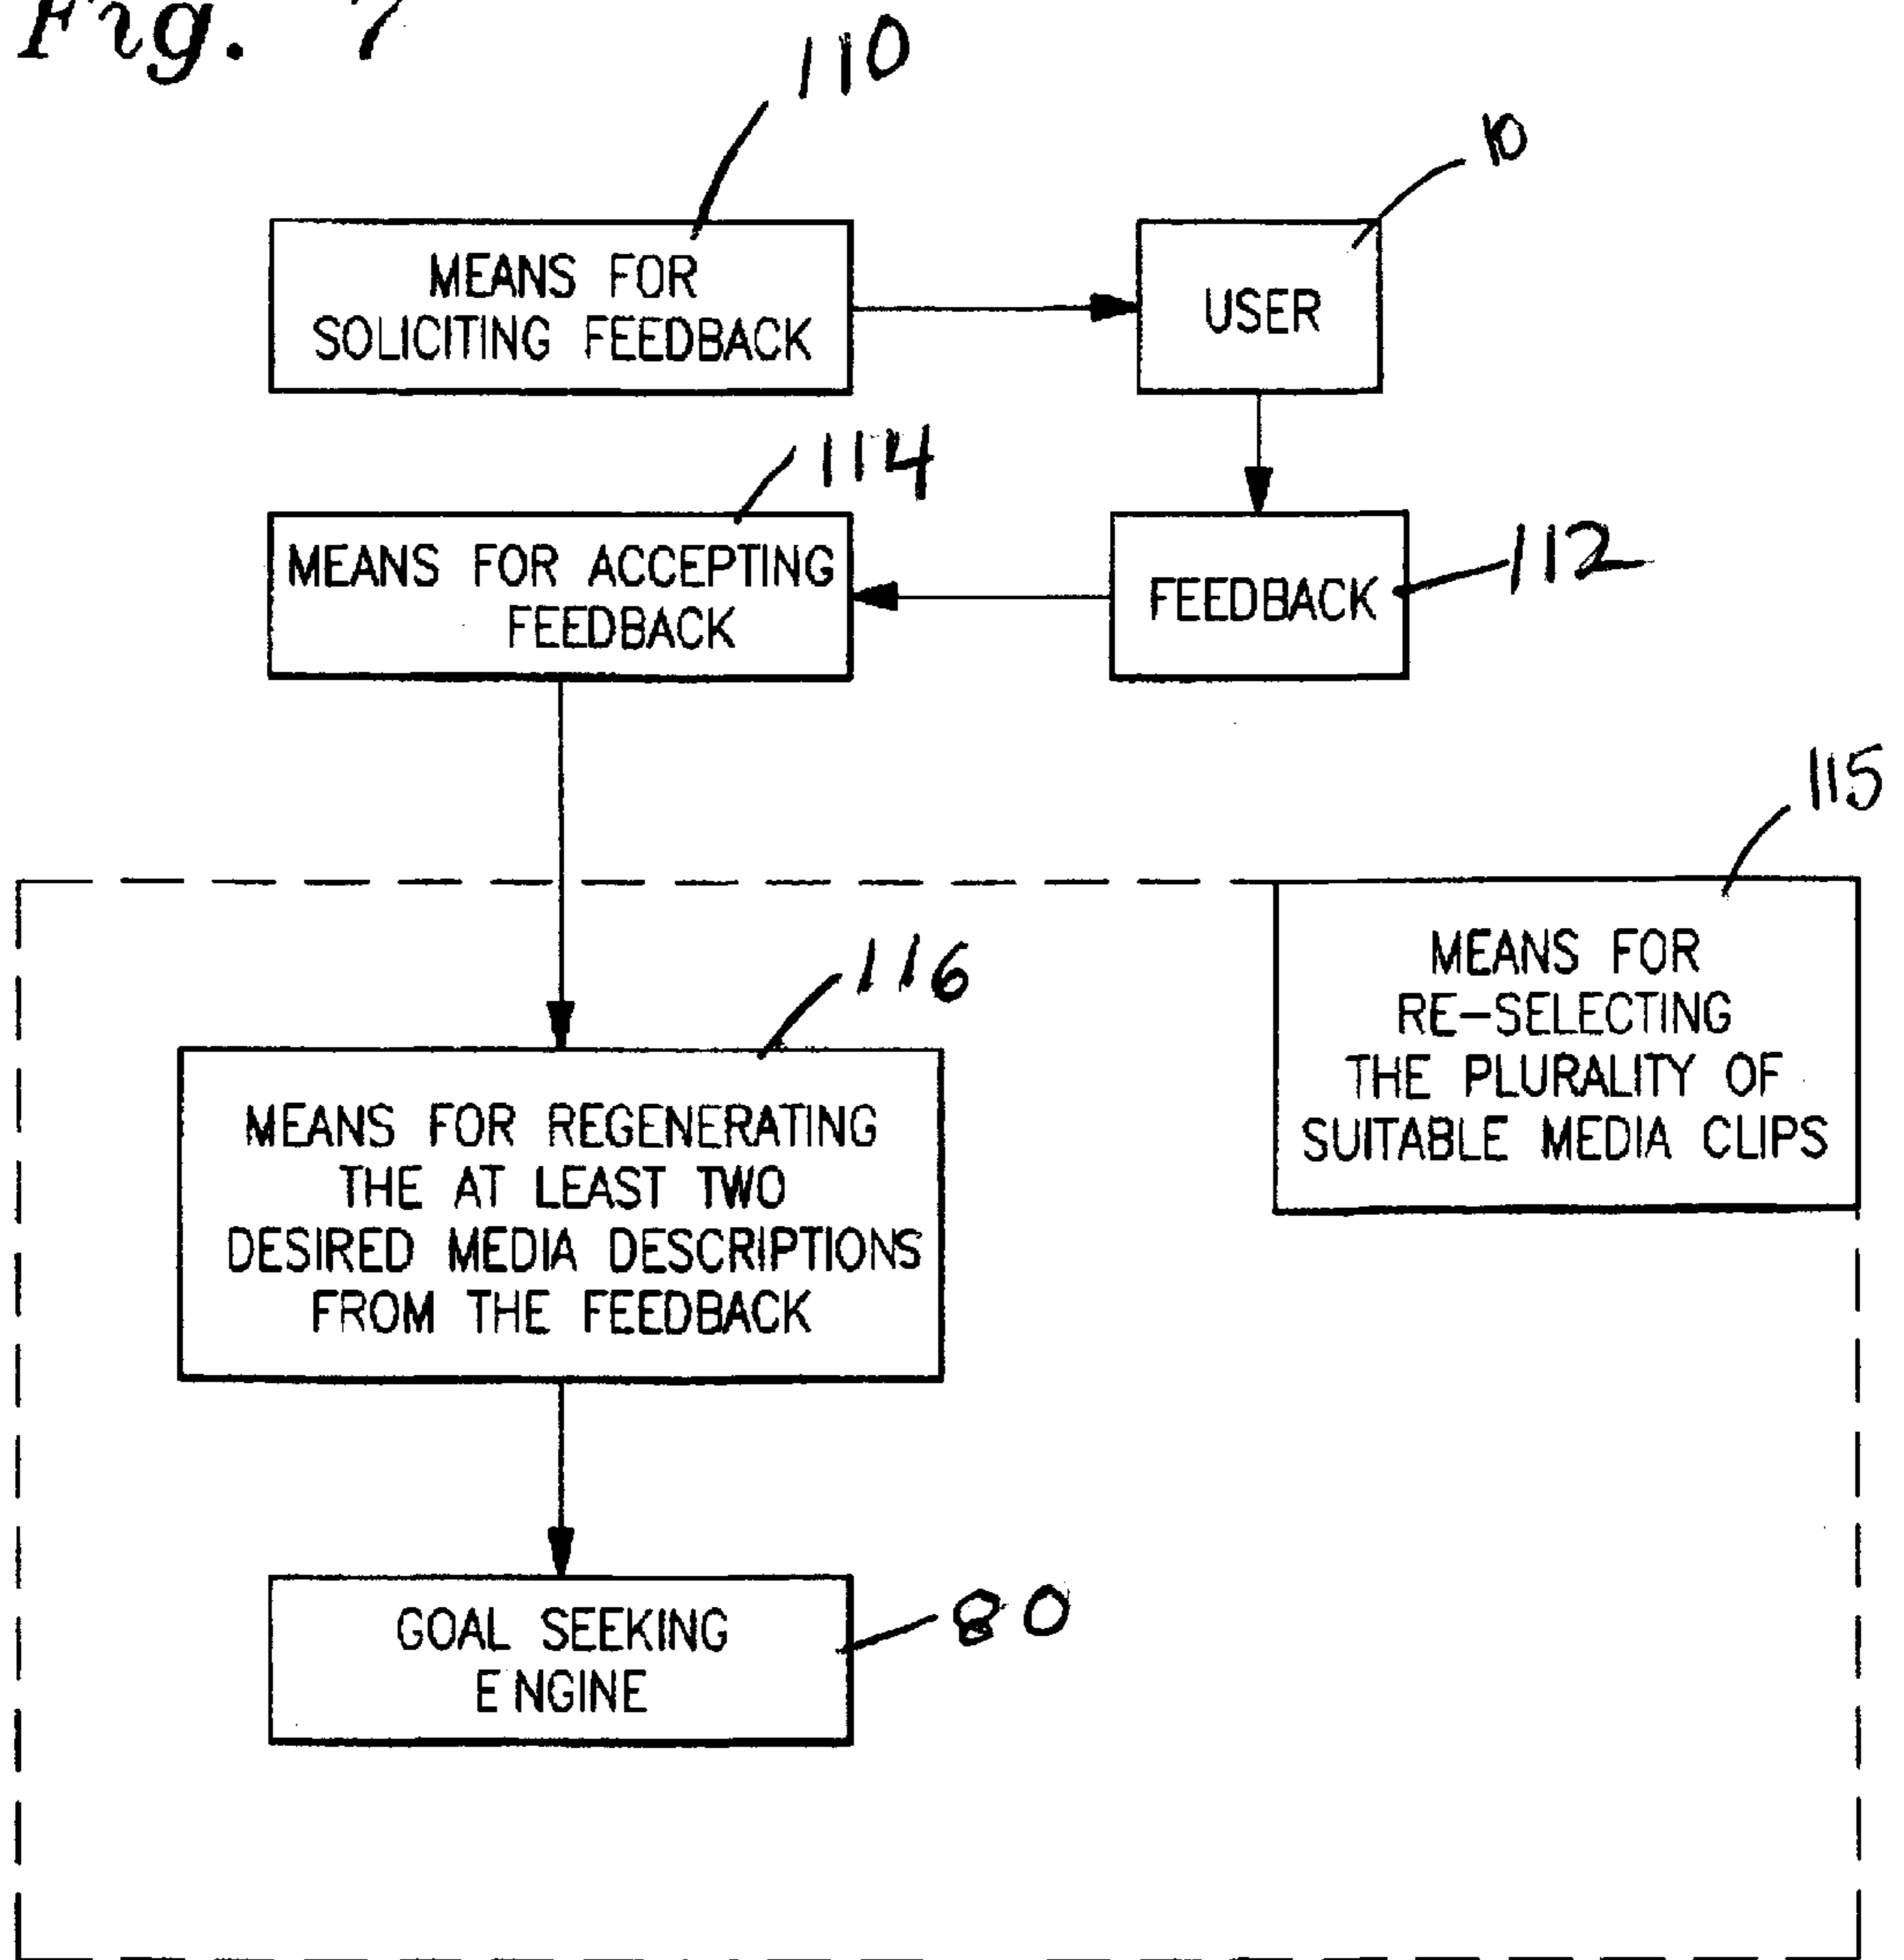 Fig. 7
110
10
MEANS FOR
SOLICITING FEEDBACK
USER
114
MEANS FOR ACCEPTING
FEEDBACK
FEEDBACK
112
115
MEANS FOR
RE-SELECTING
THE PLURALITY OF
SUITABLE MEDIA CLIPS
116
MEANS FOR REGENERATING
THE AT LEAST TWO
DESIRED MEDIA DESCRIPTIONS
FROM THE FEEDBACK
GOAL SEEKING
ENGINE
80